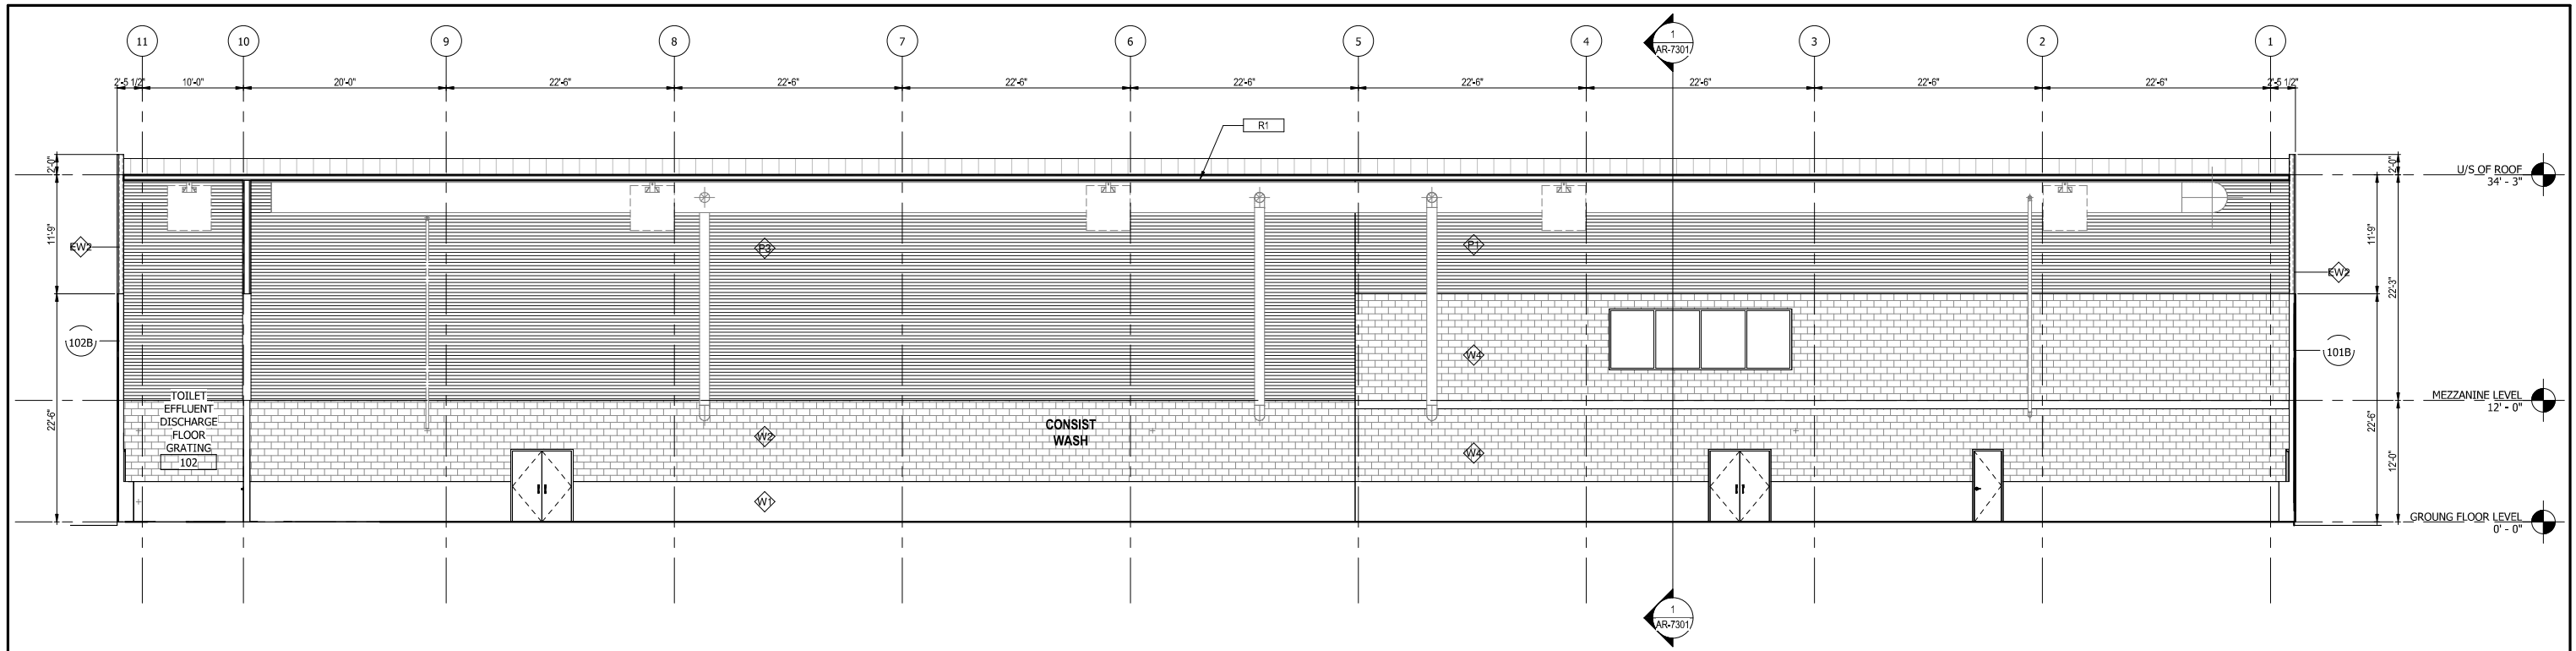 11
10
9
8
7
6
5
4
1
AR-7301
3
2
1
2'-5 1/2"
10'-0"
20'-0"
22'-6"
22'-6"
22'-6"
22'-6"
22'-6"
22'-6"
22'-6"
22'-6"
2'-5 1/2"
R1
2'-0"
11'-9"
22'-6"
EW2
102B
P3
P1
W4
W2
W4
W1
TOILET
EFFLUENT
DISCHARGE
FLOOR
GRATING
102
CONSIST
WASH
EW2
101B
2'-0"
11'-9"
22'-3"
22'-6"
12'-0"
U/S OF ROOF
34' - 3"
MEZZANINE LEVEL
12' - 0"
GROUNG FLOOR LEVEL
0' - 0"
1
AR-7301